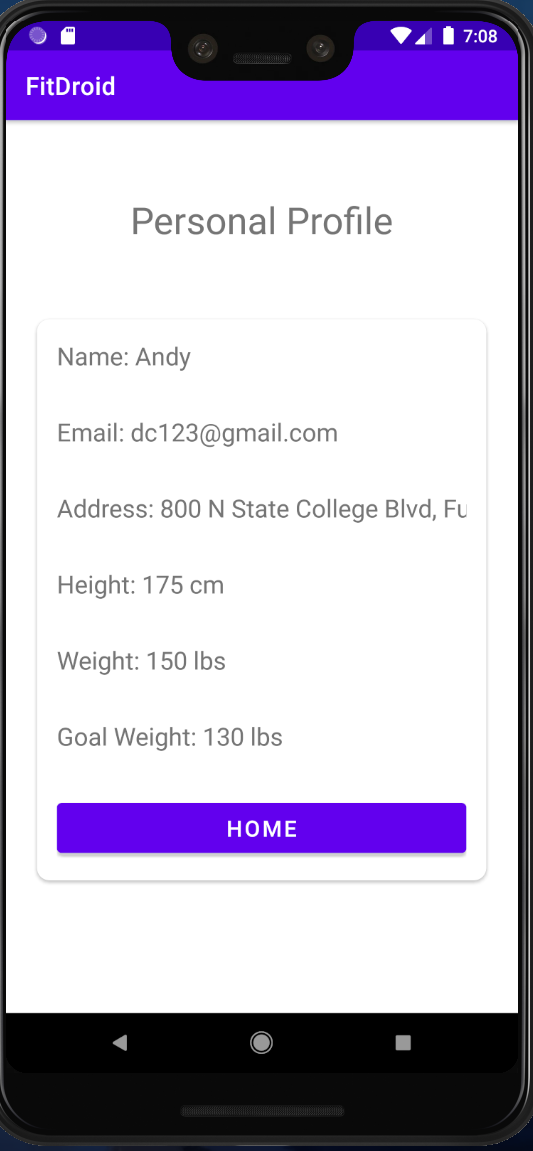 7:08
FitDroid
Personal Profile
Name: Andy
Email: dc123@gmail.com
Address: 800 N State College Blvd, Fu
Height: 175 cm
Weight: 150 lbs
Goal Weight: 130 lbs
HOME